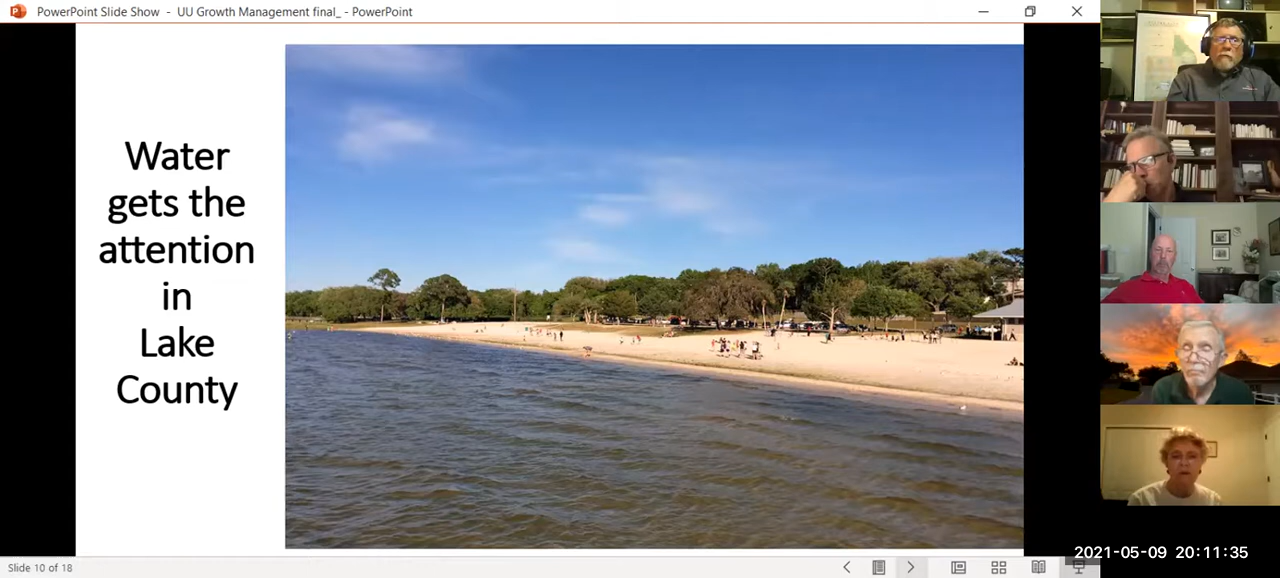 PowerPoint Slide Show - UU Growth Management final_ - PowerPoint
Water
gets the
attention
in
Lake
County
2021-05-09 20:11:35
Slide 10 of 18